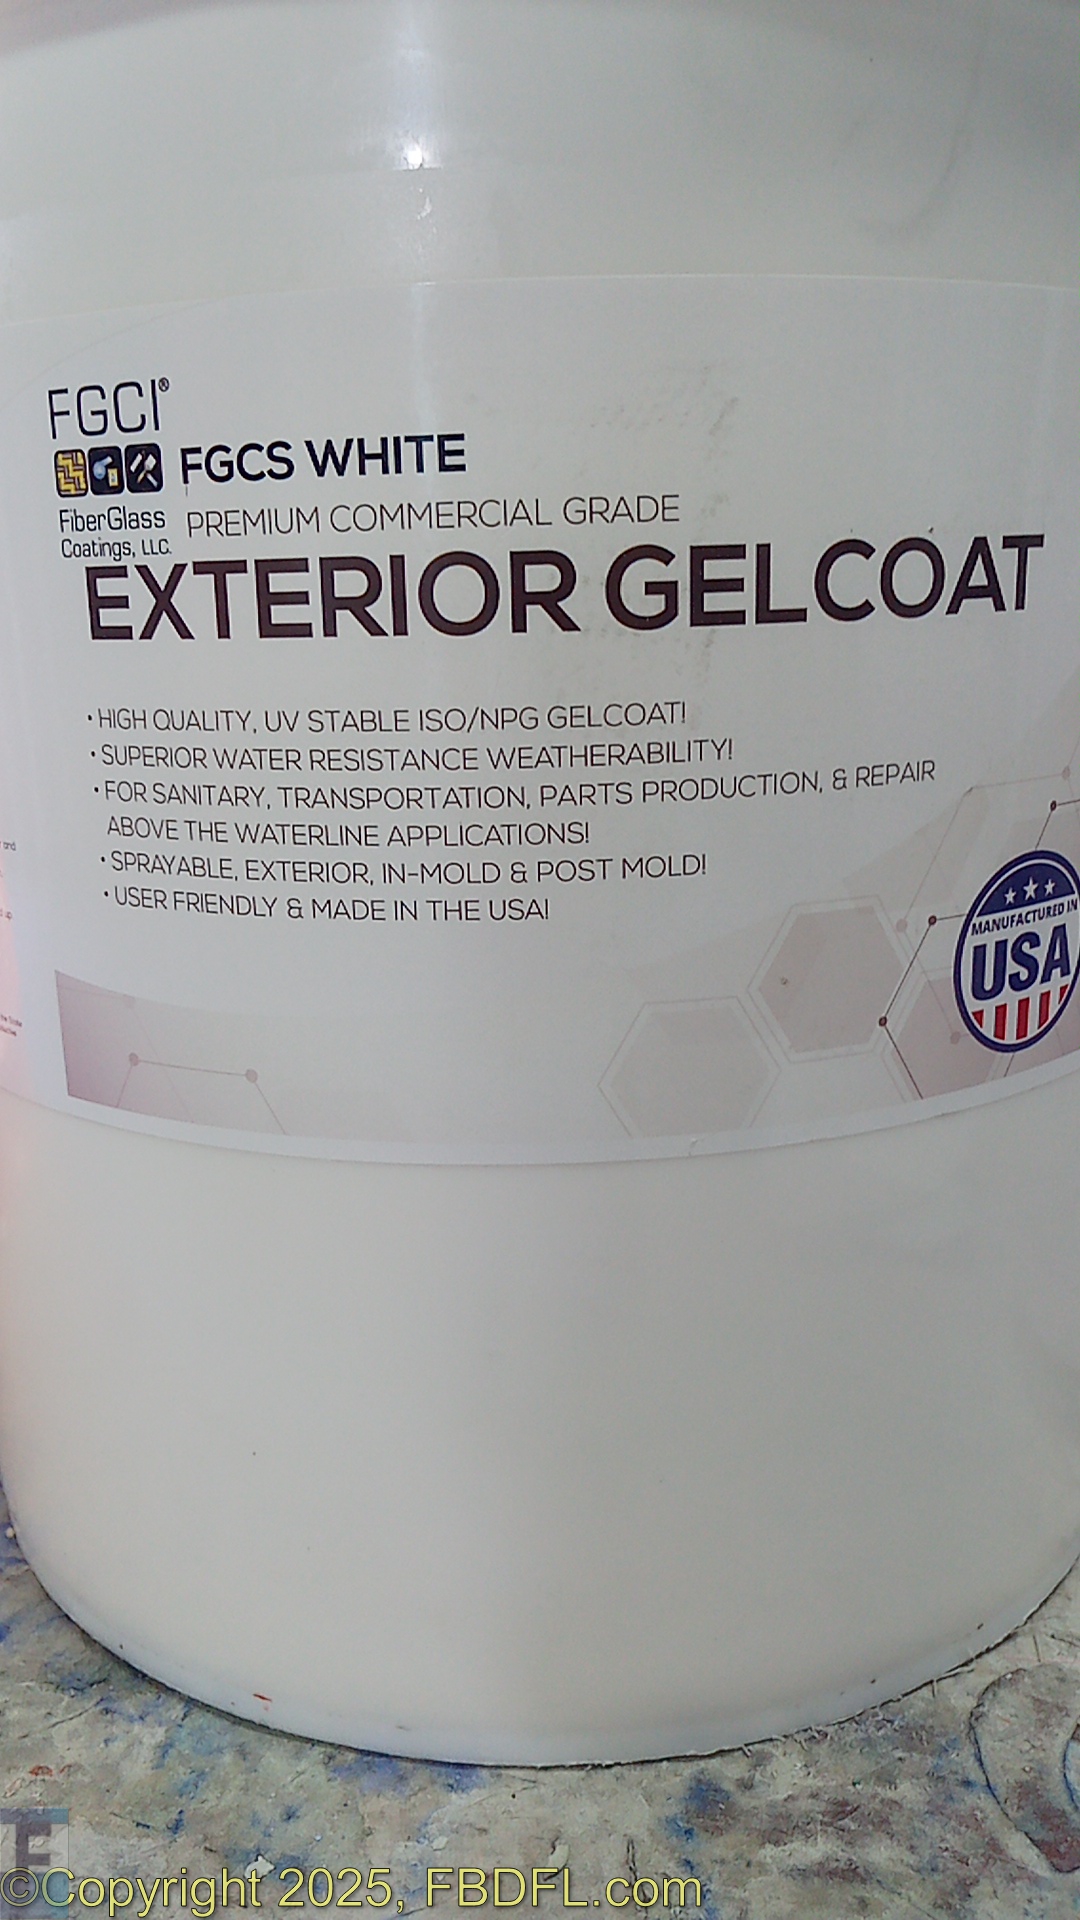 FGCI®
FGCS WHITE
FiberGlass
Coatings, LLC.
PREMIUM COMMERCIAL GRADE
EXTERIOR GELCOAT
• HIGH QUALITY, UV STABLE ISO/NPG GELCOAT!
• SUPERIOR WATER RESISTANCE WEATHERABILITY!
• FOR SANITARY, TRANSPORTATION, PARTS PRODUCTION, & REPAIR
ABOVE THE WATERLINE APPLICATIONS!
• SPRAYABLE, EXTERIOR, IN-MOLD & POST MOLD!
• USER FRIENDLY & MADE IN THE USA!
and
up
MANUFACTURED IN
USA
©Copyright 2025, FBDFL.com